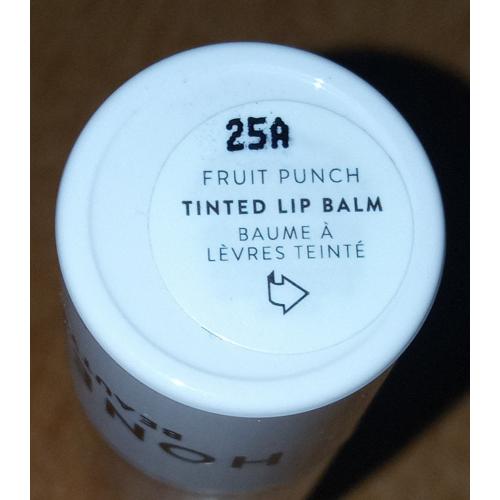 25A
FRUIT PUNCH
TINTED LIP BALM
BAUME À
LÈVRES TEINTÉ